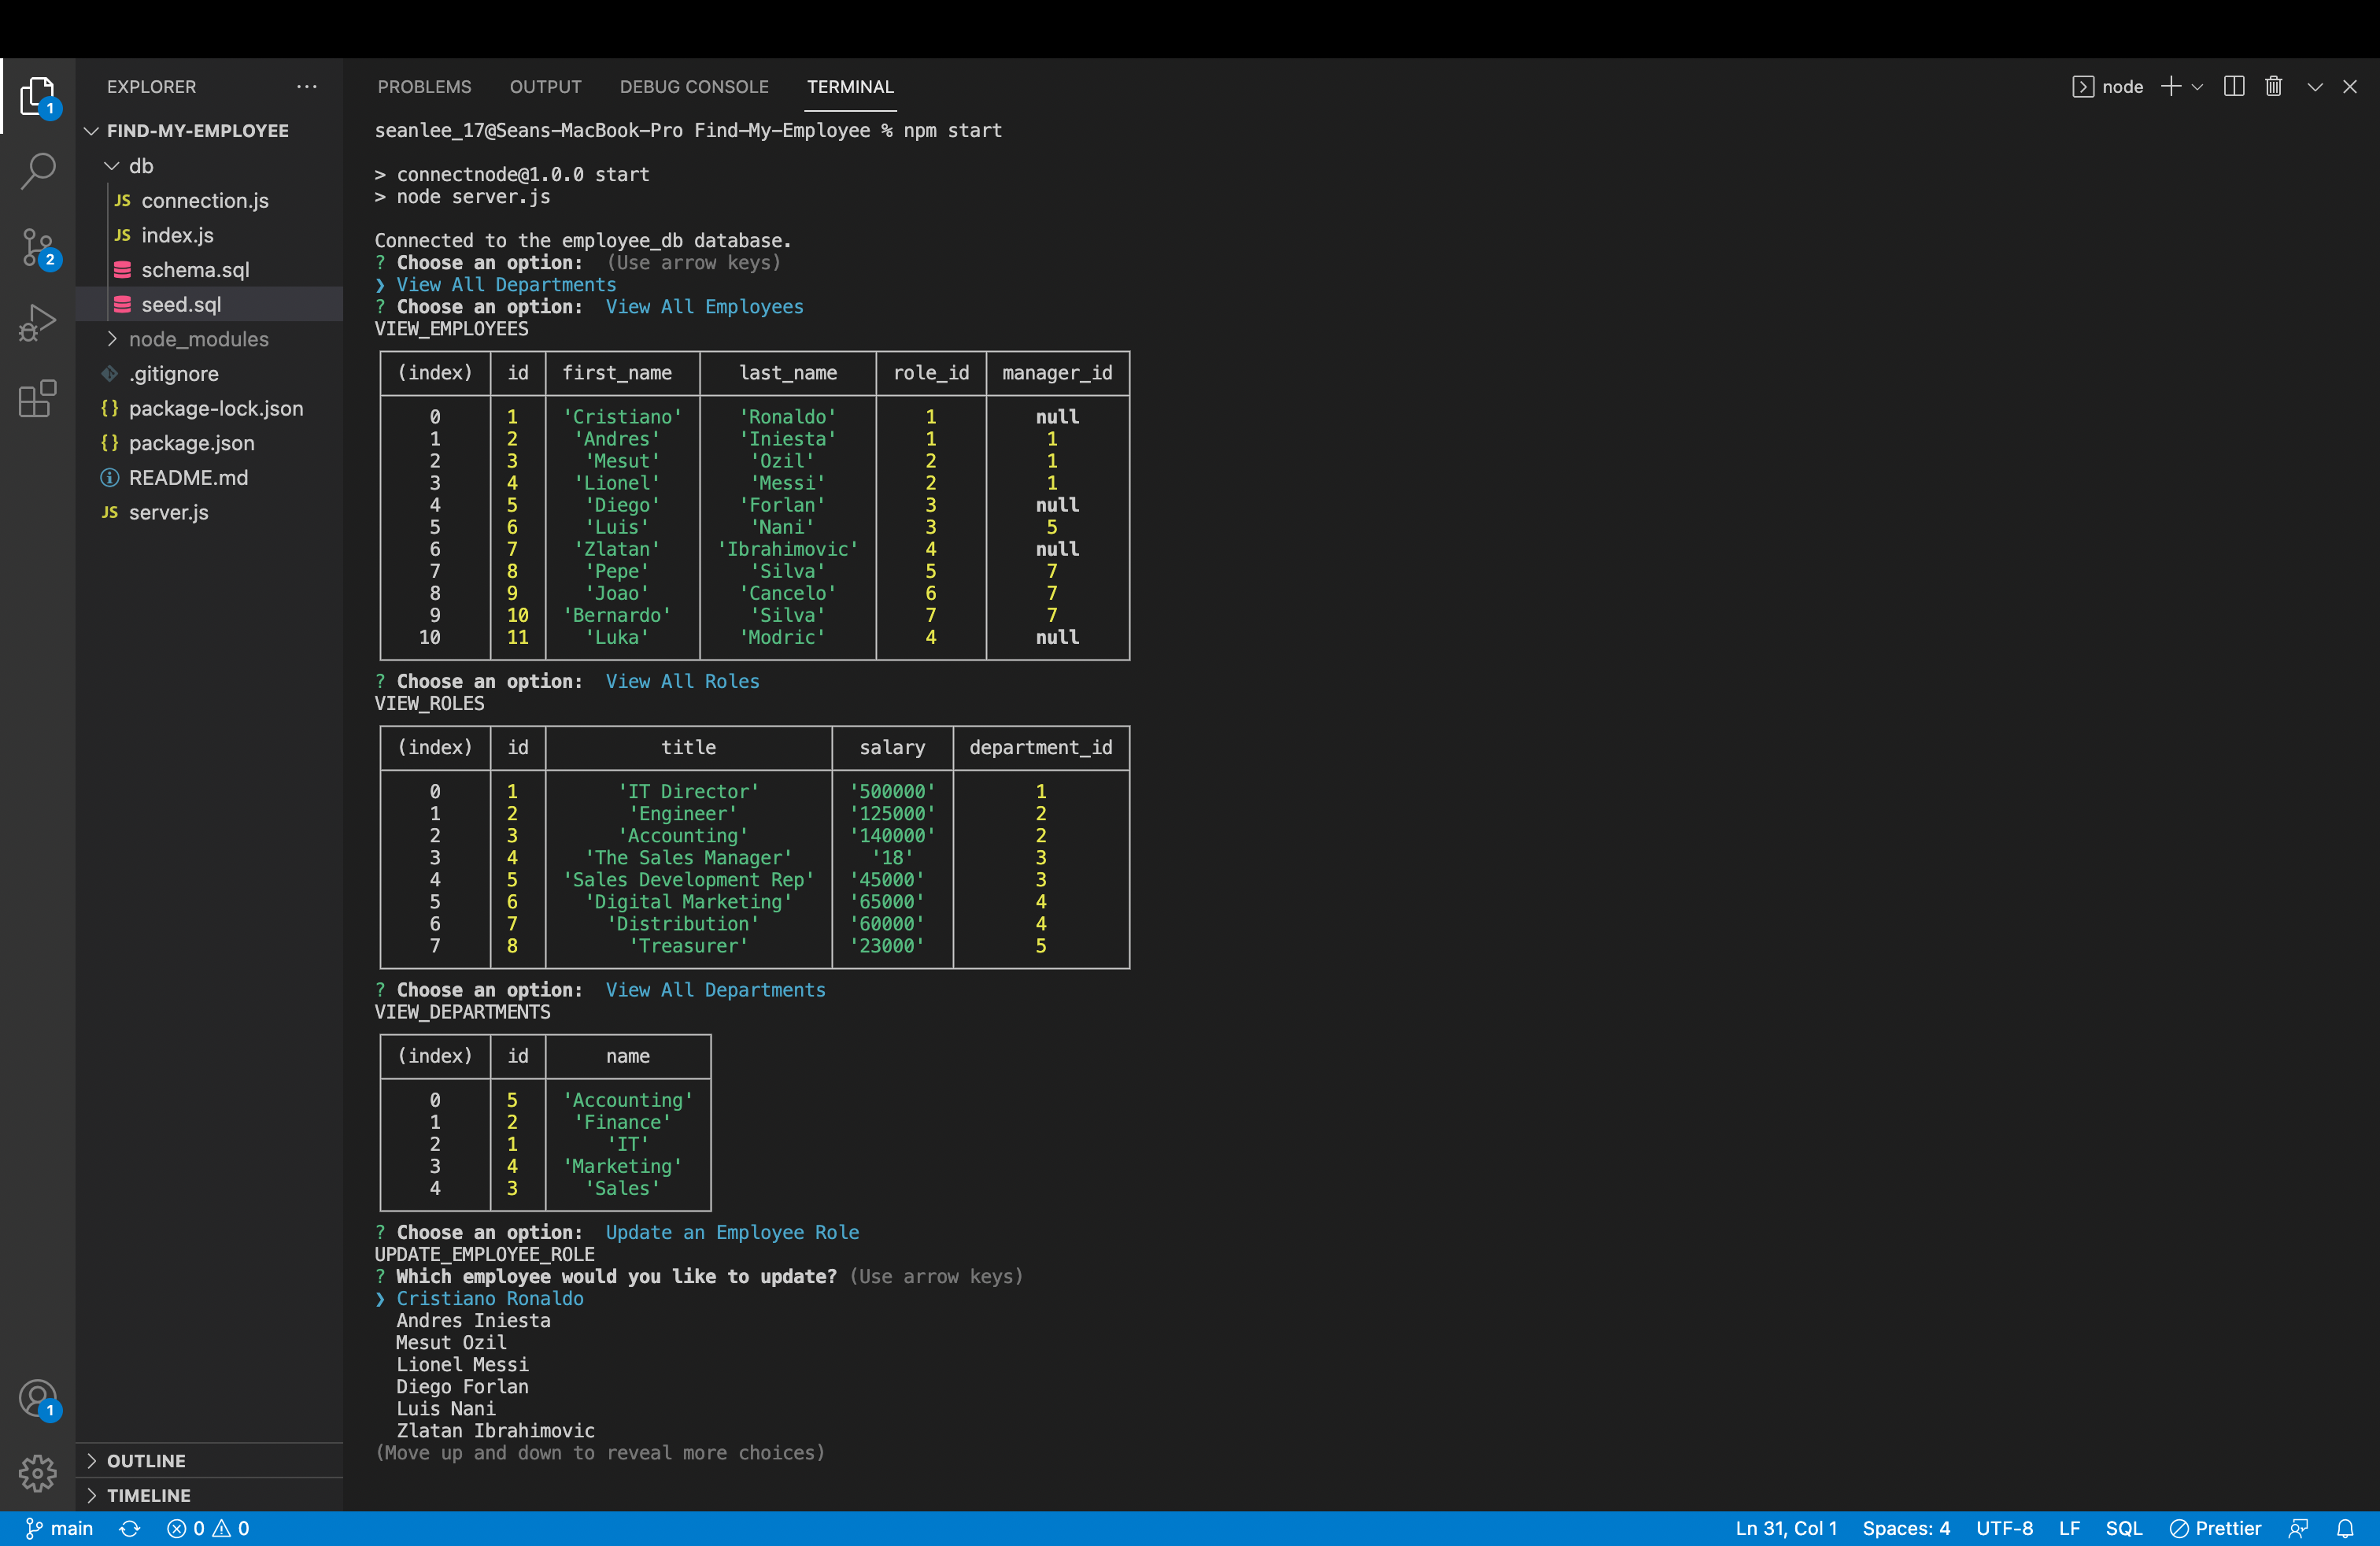 EXPLORER ...
FIND-MY-EMPLOYEE
db
JS connection.js
JS index.js
schema.sql
seed.sql
node_modules
.gitignore
{} package-lock.json
{} package.json
README.md
JS server.js
OUTLINE
TIMELINE
1
2
1
PROBLEMS OUTPUT DEBUG CONSOLE TERMINAL node
seanlee_17@Seans-MacBook-Pro Find-My-Employee % npm start
> connectnode@1.0.0 start
> node server.js
Connected to the employee_db database.
? Choose an option: (Use arrow keys)
❯ View All Departments
? Choose an option: View All Employees
VIEW_EMPLOYEES
(index) id first_name last_name role_id manager_id
0 1 'Cristiano' 'Ronaldo' 1 null
1 2 'Andres' 'Iniesta' 1 1
2 3 'Mesut' 'Ozil' 2 1
3 4 'Lionel' 'Messi' 2 1
4 5 'Diego' 'Forlan' 3 null
5 6 'Luis' 'Nani' 3 5
6 7 'Zlatan' 'Ibrahimovic' 4 null
7 8 'Pepe' 'Silva' 5 7
8 9 'Joao' 'Cancelo' 6 7
9 10 'Bernardo' 'Silva' 7 7
10 11 'Luka' 'Modric' 4 null
? Choose an option: View All Roles
VIEW_ROLES
(index) id title salary department_id
0 1 'IT Director' '500000' 1
1 2 'Engineer' '125000' 2
2 3 'Accounting' '140000' 2
3 4 'The Sales Manager' '18' 3
4 5 'Sales Development Rep' '45000' 3
5 6 'Digital Marketing' '65000' 4
6 7 'Distribution' '60000' 4
7 8 'Treasurer' '23000' 5
? Choose an option: View All Departments
VIEW_DEPARTMENTS
(index) id name
0 5 'Accounting'
1 2 'Finance'
2 1 'IT'
3 4 'Marketing'
4 3 'Sales'
? Choose an option: Update an Employee Role
UPDATE_EMPLOYEE_ROLE
? Which employee would you like to update? (Use arrow keys)
❯ Cristiano Ronaldo
Andres Iniesta
Mesut Ozil
Lionel Messi
Diego Forlan
Luis Nani
Zlatan Ibrahimovic
(Move up and down to reveal more choices)
main 0 0 Ln 31, Col 1 Spaces: 4 UTF-8 LF SQL Prettier